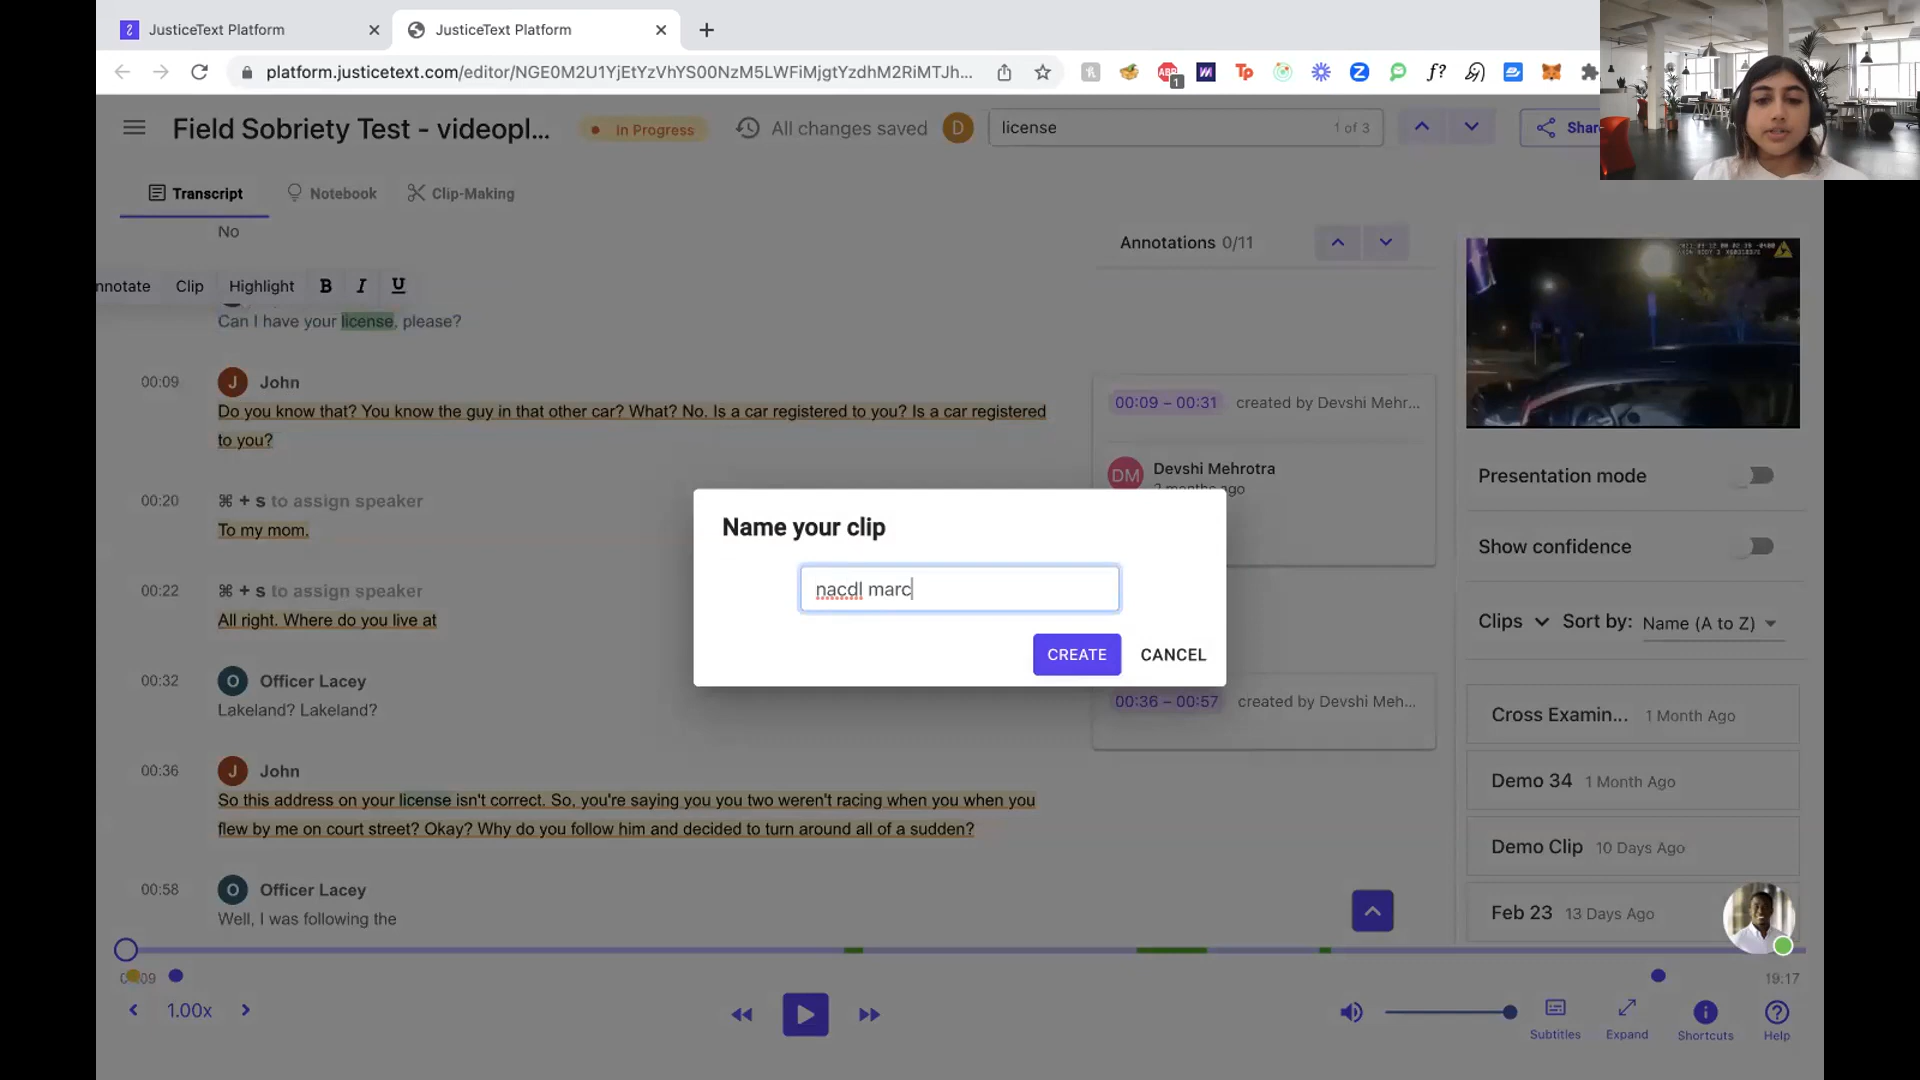 JusticeText Platform
JusticeText Platform
platform.justicetext.com/editor/NGE0M2U1YjEtYzVhYS00NzM5LWFiMjgtYzdhM2RiMTJh...
Field Sobriety Test - videopl...
In Progress
All changes saved
D
license
1 of 3
Shar
Transcript
Notebook
Clip-Making
No
Annotations 0/11
nnotate
Clip
Highlight
B
I
U
Can I have your license, please?
00:09
J
John
Do you know that? You know the guy in that other car? What? No. Is a car registered to you? Is a car registered
to you?
00:09 – 00:31
created by Devshi Mehr...
DM
Devshi Mehrotra
2 months ago
00:20
⌘ + s to assign speaker
To my mom.
00:22
⌘ + s to assign speaker
All right. Where do you live at
Name your clip
nacdl marc
CREATE
CANCEL
00:32
O
Officer Lacey
Lakeland? Lakeland?
00:36 – 00:57
created by Devshi Meh...
00:36
J
John
So this address on your license isn't correct. So, you're saying you you two weren't racing when you when you
flew by me on court street? Okay? Why do you follow him and decided to turn around all of a sudden?
00:58
O
Officer Lacey
Well, I was following the
Presentation mode
Show confidence
Clips
Sort by:
Name (A to Z)
Cross Examin...
1 Month Ago
Demo 34
1 Month Ago
Demo Clip
10 Days Ago
Feb 23
13 Days Ago
19:17
1.00x
Subtitles
Expand
Shortcuts
Help